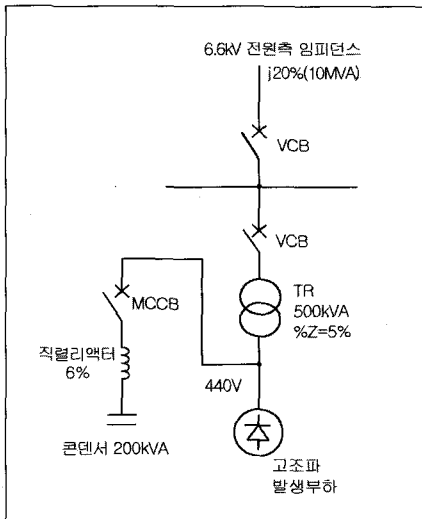 6.6kV 전원측 임피던스
j20%(10MVA)
VCB
VCB
TR
500kVA
%Z=5%
MCCB
직렬리액터
6%
440V
콘덴서 200kVA
고조파
발생부하